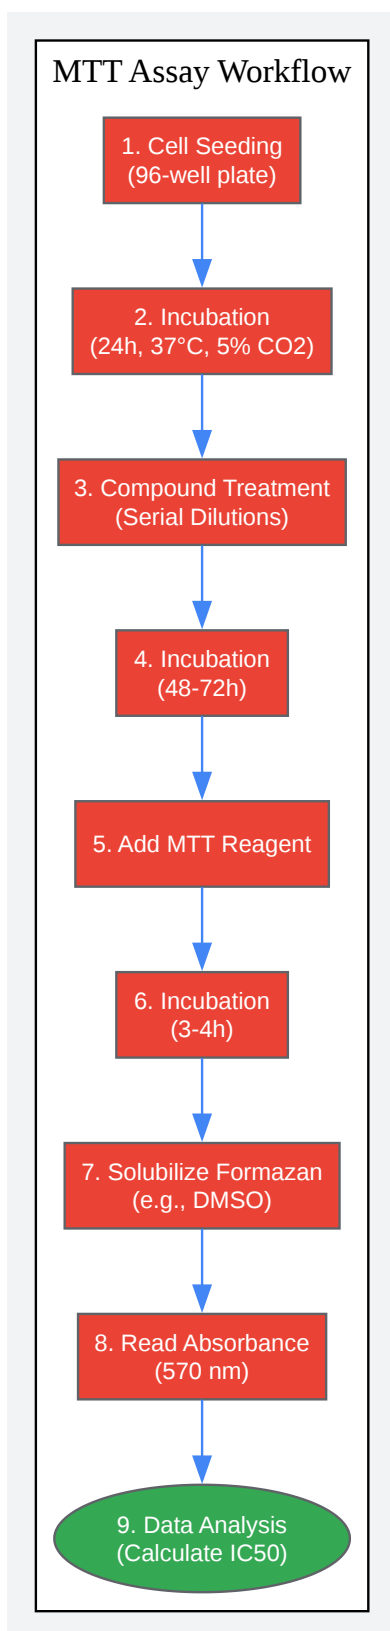 MTT Assay Workflow
1. Cell Seeding
(96-well plate)
2. Incubation
(24h, 37°C, 5% CO2)
3. Compound Treatment
(Serial Dilutions)
4. Incubation
(48-72h)
5. Add MTT Reagent
6. Incubation
(3-4h)
7. Solubilize Formazan
(e.g., DMSO)
8. Read Absorbance
(570 nm)
9. Data Analysis
(Calculate IC50)